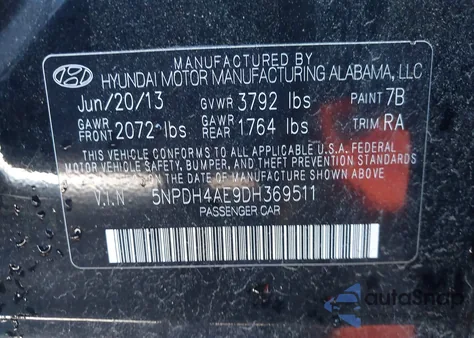 MANUFACTURED BY
HYUNDAI MOTOR MANUFACTURING ALABAMA, LLC
Jun/20/13 GVWR 3792 lbs PAINT 7B
GAWR FRONT 2072 lbs GAWR REAR 1764 lbs TRIM RA
THIS VEHICLE CONFORMS TO ALL APPLICABLE U.S.A. FEDERAL
MOTOR VEHICLE SAFETY, BUMPER, AND THEFT PREVENTION STANDARDS
IN EFFECT ON THE DATE OF MANUFACTURE SHOWN ABOVE.
V.I.N 5NPDH4AE9DH369511
PASSENGER CAR
autoSnap